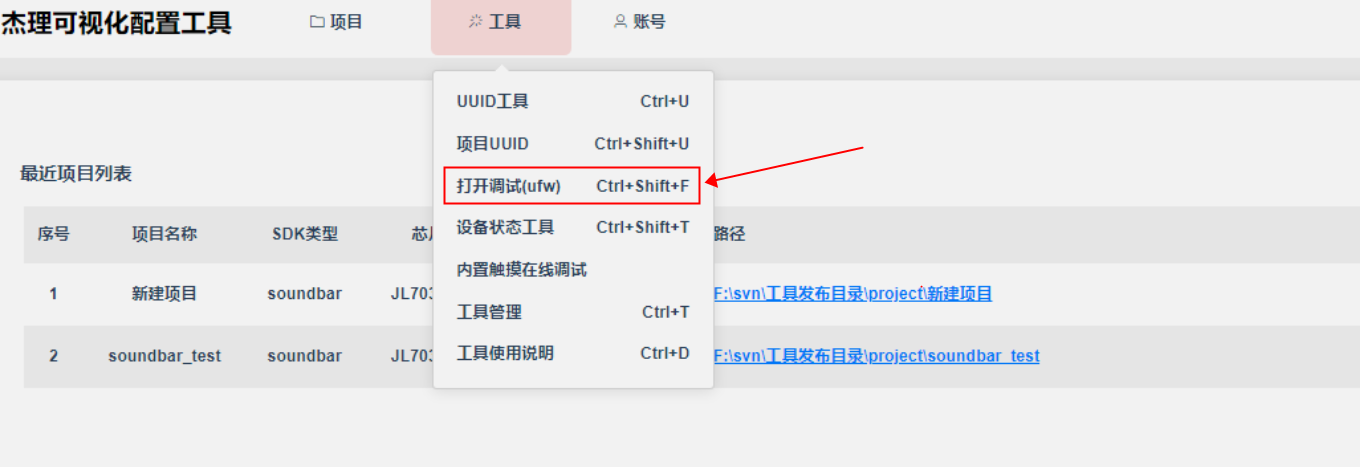 杰理可视化配置工具 项目 工具 账号
UUID工具 Ctrl+U
项目UUID Ctrl+Shift+U
最近项目列表
打开调试(ufw) Ctrl+Shift+F
设备状态工具 Ctrl+Shift+T
内置触摸在线调试
工具管理 Ctrl+T
工具使用说明 Ctrl+D
序号 项目名称 SDK类型 路径
1 新建项目 soundbar JL703 F:\svn\工具发布目录\project\新建项目
2 soundbar_test soundbar JL703 F:\svn\工具发布目录\project\soundbar_test